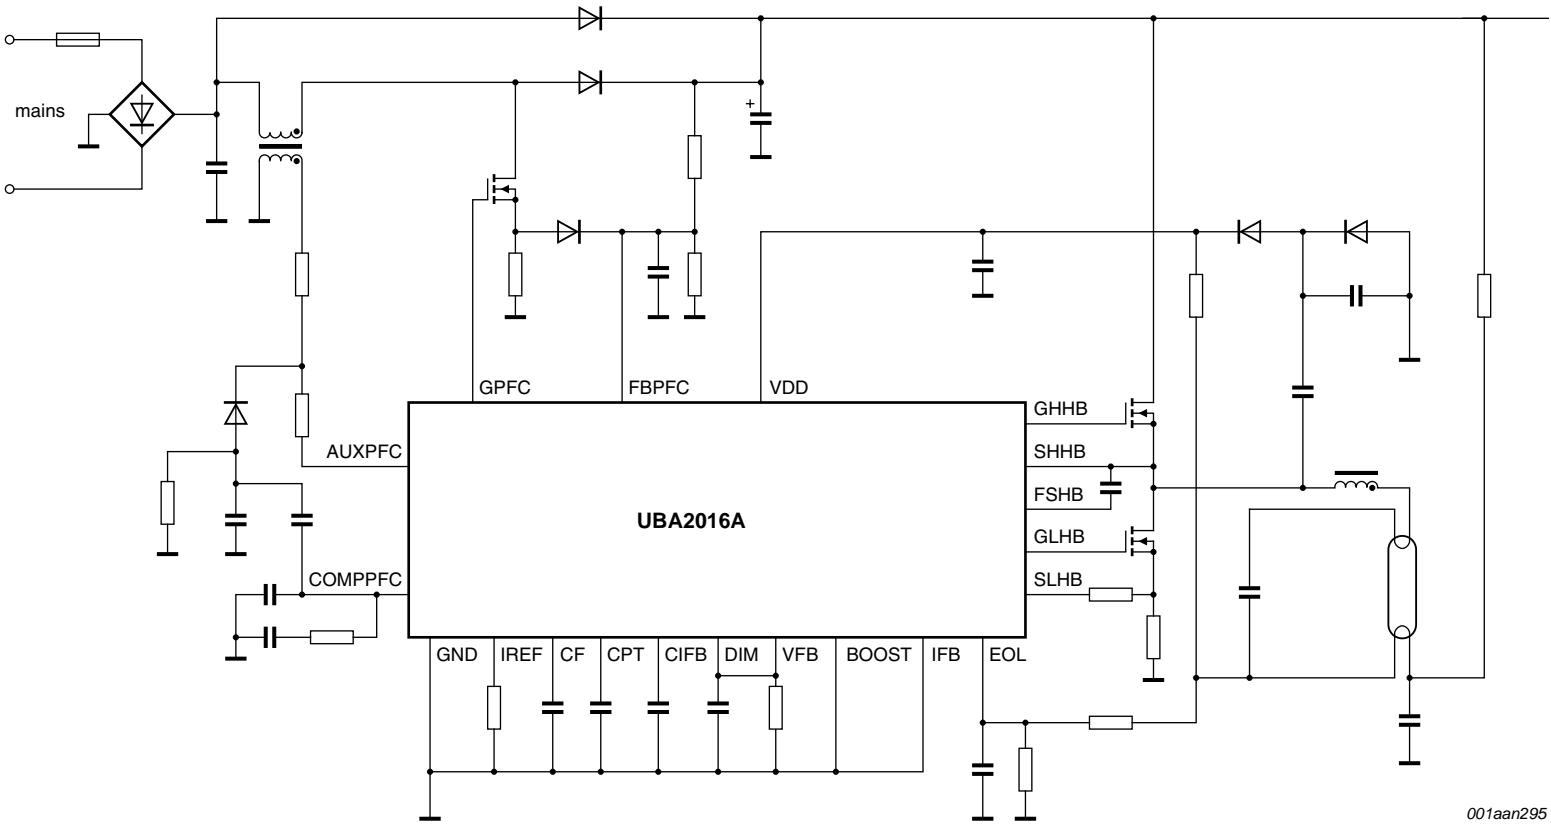 mains
+
GPFC
FBPFC
VDD
GHHB
AUXPFC
SHHB
FSHB
UBA2016A
GLHB
COMPPFC
SLHB
GND
IREF
CF
CPT
CIFB
DIM
VFB
BOOST
IFB
EOL
001aan295